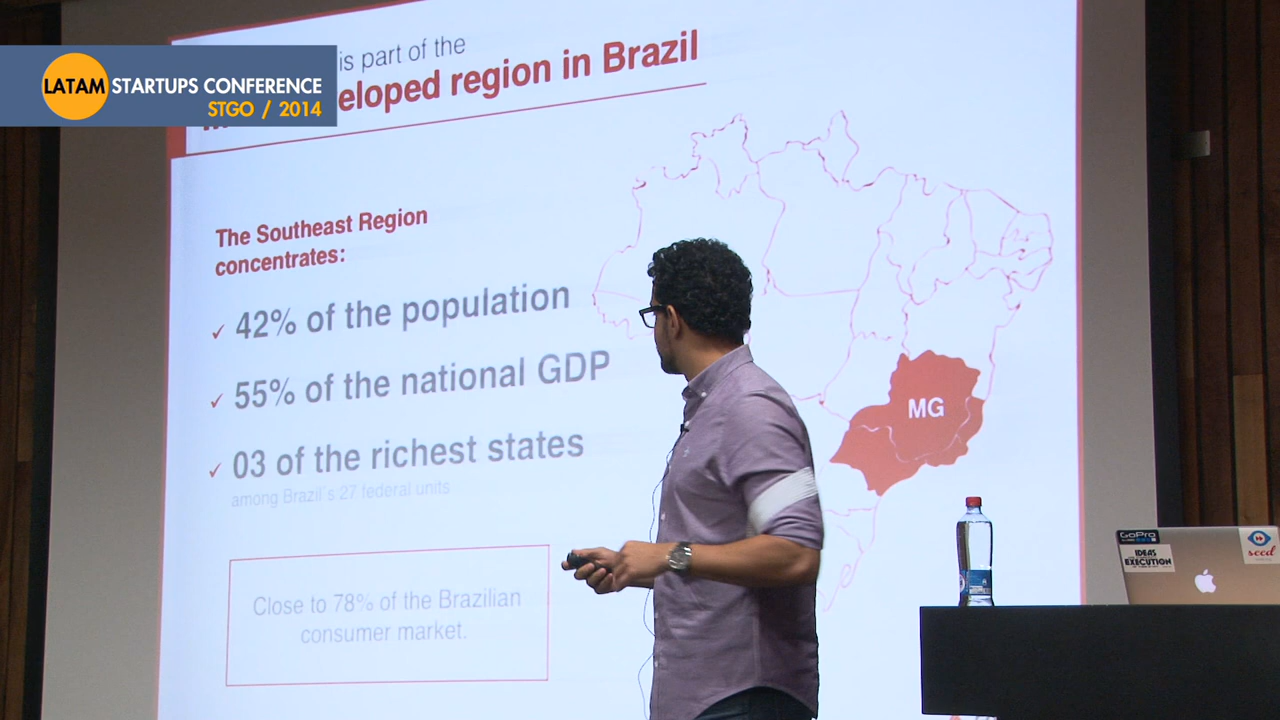 LATAM STARTUPS CONFERENCE
STGO / 2014
is part of the
eloped region in Brazil
The Southeast Region
concentrates:
✓ 42% of the population
✓ 55% of the national GDP
✓ 03 of the richest states
among Brazil´s 27 federal units
Close to 78% of the Brazilian
consumer market.
MG
GoPro
IDEAS
EXECUTION
seed